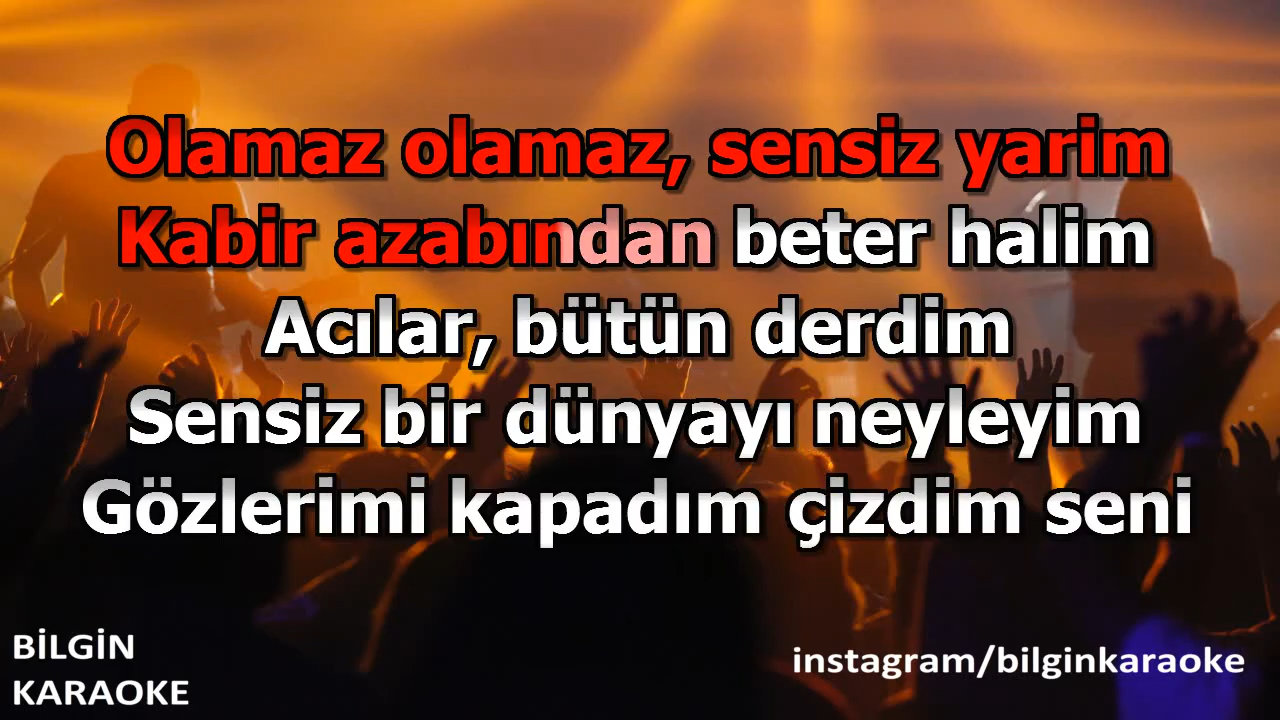 Olamaz olamaz, sensiz yarim
Kabir azabından beter halim
Acılar, bütün derdim
Sensiz bir dünyayı neyleyim
Gözlerimi kapadım çizdim seni
BİLGİN
KARAOKE
instagram/bilginkaraoke